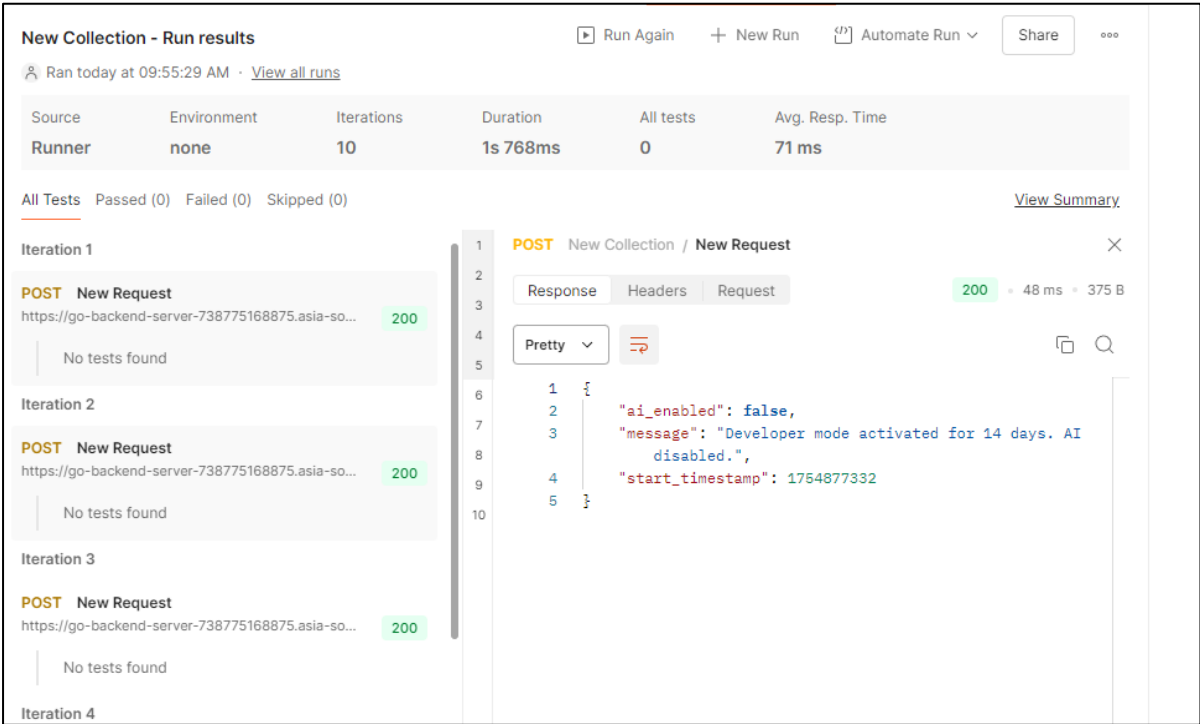 New Collection - Run results
Run Again
New Run
Automate Run
Share
Ran today at 09:55:29 AM · View all runs
Source Environment Iterations Duration All tests Avg. Resp. Time
Runner none 10 1s 768ms 0 71 ms
All Tests Passed (0) Failed (0) Skipped (0)
View Summary
Iteration 1
POST New Request
https://go-backend-server-738775168875.asia-so...
200
No tests found
Iteration 2
POST New Request
https://go-backend-server-738775168875.asia-so...
200
No tests found
Iteration 3
POST New Request
https://go-backend-server-738775168875.asia-so...
200
No tests found
Iteration 4
1
2
3
4
5
6
7
8
9
10
POST New Collection / New Request
Response Headers Request
200 48 ms 375 B
Pretty
1 {
2 "ai_enabled": false,
3 "message": "Developer mode activated for 14 days. AI
disabled.",
4 "start_timestamp": 1754877332
5 }